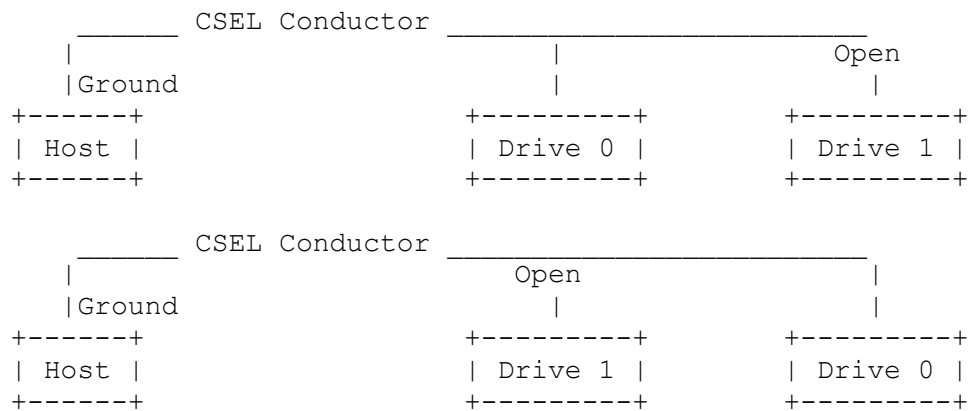 CSEL Conductor
Open
Ground
Host Drive 0 Drive 1
CSEL Conductor
Open
Ground
Host Drive 1 Drive 0